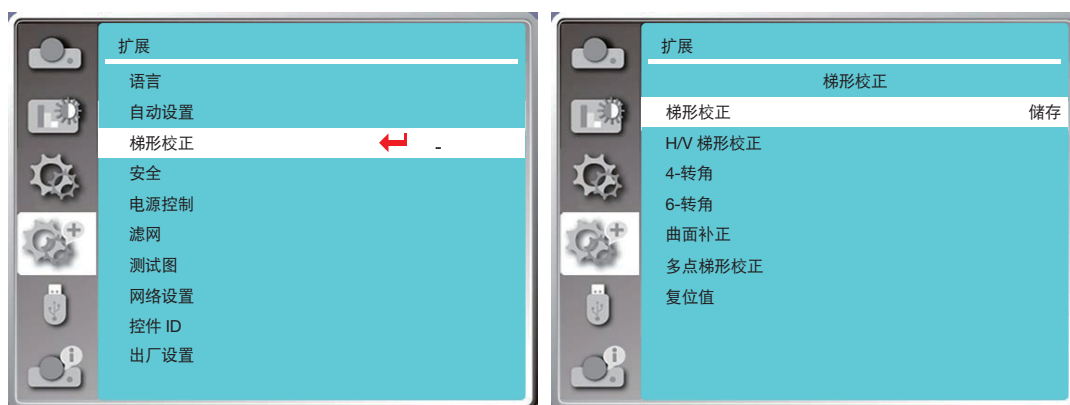 扩展
语言
自动设置
梯形校正 -
安全
电源控制
滤网
测试图
网络设置
控件 ID
出厂设置
扩展
梯形校正
梯形校正 储存
H/V 梯形校正
4-转角
6-转角
曲面补正
多点梯形校正
复位值